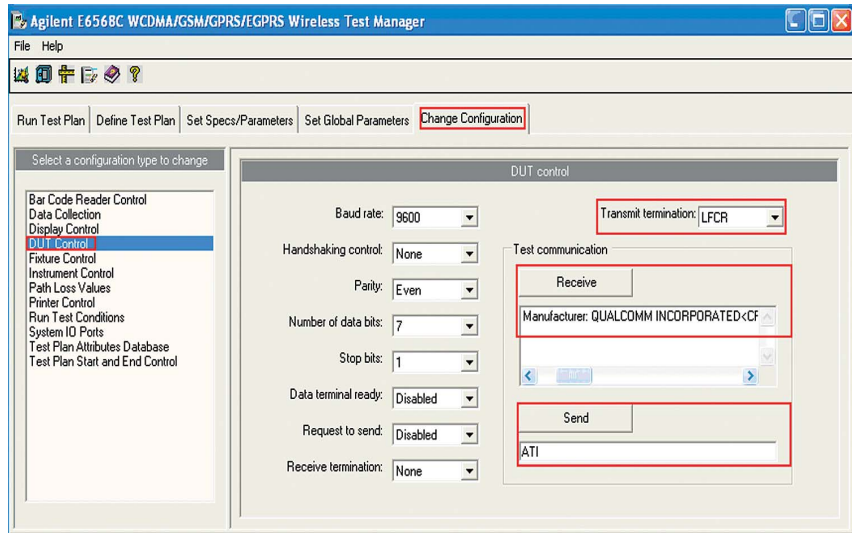 Agilent E6568C WCDMA/GSM/GPRS/EGPRS Wireless Test Manager
File Help
Run Test Plan Define Test Plan Set Specs/Parameters Set Global Parameters Change Configuration
Select a configuration type to change
Bar Code Reader Control
Data Collection
Display Control
DUT Control
Fixture Control
Instrument Control
Path Loss Values
Printer Control
Run Test Conditions
System IO Ports
Test Plan Attributes Database
Test Plan Start and End Control
DUT control
Baud rate: 9600
Handshaking control: None
Parity: Even
Number of data bits: 7
Stop bits: 1
Data terminal ready: Disabled
Request to send: Disabled
Receive termination: None
Transmit termination: LFCR
Test communication
Receive
Manufacturer: QUALCOMM INCORPORATED<CF
Send
ATI